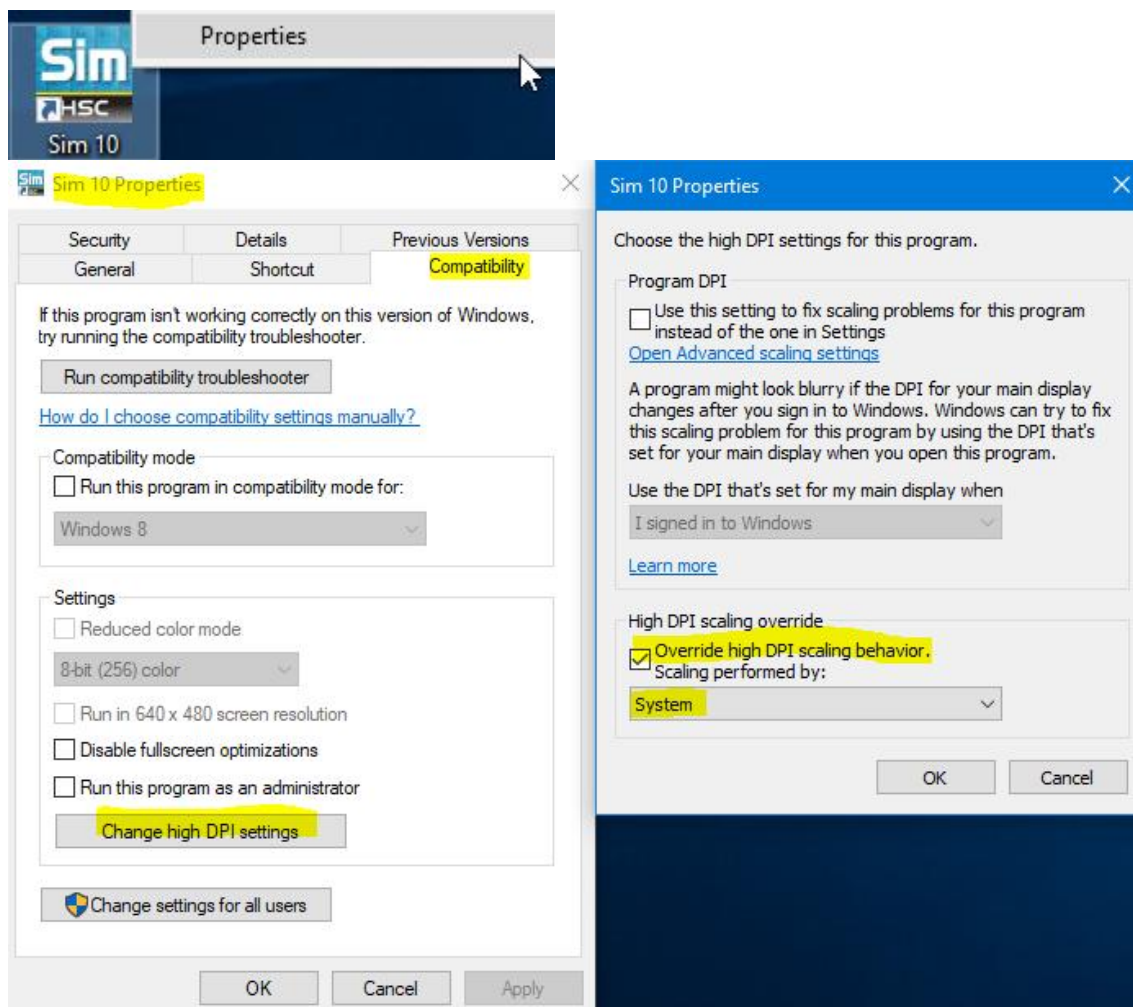 Properties
Sim
HSC
Sim 10
Sim
Sim 10 Properties
Security Details Previous Versions
General Shortcut Compatibility
If this program isn't working correctly on this version of Windows,
try running the compatibility troubleshooter.
Run compatibility troubleshooter
How do I choose compatibility settings manually?
Compatibility mode
Run this program in compatibility mode for:
Windows 8
Settings
Reduced color mode
8-bit (256) color
Run in 640 x 480 screen resolution
Disable fullscreen optimizations
Run this program as an administrator
Change high DPI settings
Change settings for all users
OK Cancel Apply
Sim 10 Properties
Choose the high DPI settings for this program.
Program DPI
Use this setting to fix scaling problems for this program
instead of the one in Settings
Open Advanced scaling settings
A program might look blurry if the DPI for your main display
changes after you sign in to Windows. Windows can try to fix
this scaling problem for this program by using the DPI that's
set for your main display when you open this program.
Use the DPI that's set for my main display when
I signed in to Windows
Learn more
High DPI scaling override
Override high DPI scaling behavior.
Scaling performed by:
System
OK Cancel